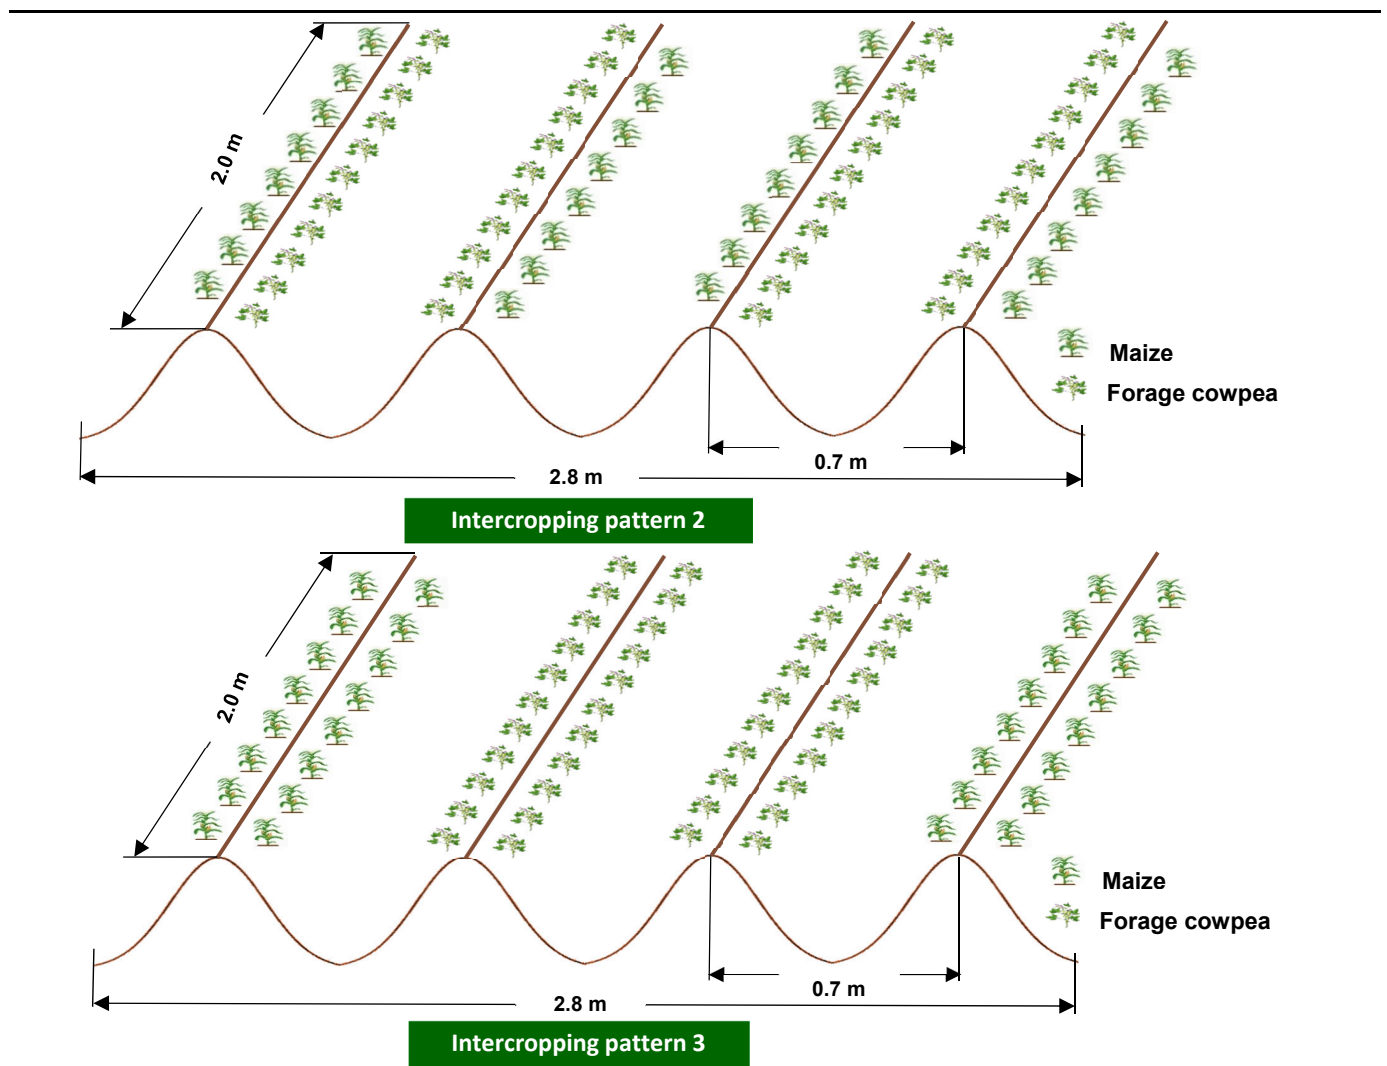 2.0 m
Maize
Forage cowpea
0.7 m
2.8 m
Intercropping pattern 2
2.0 m
Maize
Forage cowpea
0.7 m
2.8 m
Intercropping pattern 3